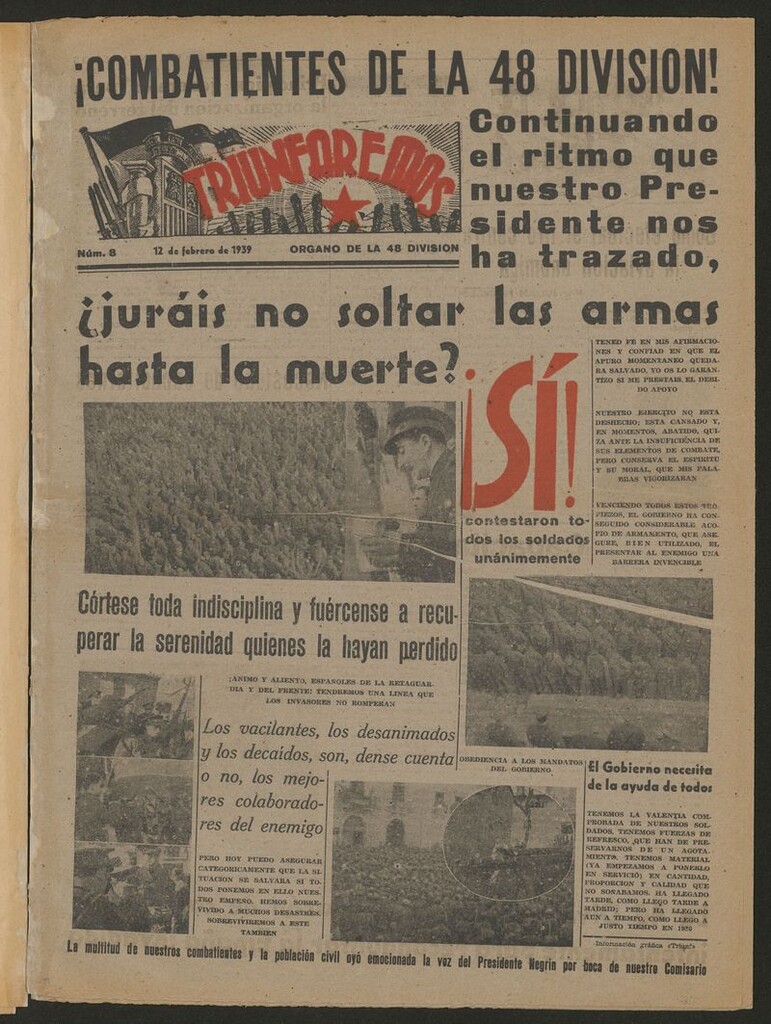 ¡COMBATIENTES DE LA 48 DIVISION!
TRIUNFAREMOS
Núm. 8 12 de febrero de 1939 ORGANO DE LA 48 DIVISION
Continuando
el ritmo que
nuestro Pre-
sidente nos
ha trazado,
¿juráis no soltar las armas
hasta la muerte?
¡SÍ!
contestaron to-
dos los soldados
unánimemente
TENED FE EN MIS AFIRMACIO-
NES Y CONFIAD EN QUE EL
APURO MOMENTANEO QUEDA-
RA SALVADO, YO OS LO GARAN-
TIZO SI ME PRESTAIS, EL DEBI-
DO APOYO
NUESTRO EJERCITO NO ESTA
DESHECHO; ESTA CANSADO Y,
EN MOMENTOS, ABATIDO, QUI-
ZA ANTE LA INSUFICIENCIA DE
SUS ELEMENTOS DE COMBATE,
PERO CONSERVA EL ESPIRITU
Y SU MORAL, QUE MIS PALA-
BRAS VIGORIZARAN
VENCIENDO TODOS ESTOS TRO-
PIEZOS, EL GOBIERNO HA CON-
SEGUIDO CONSIDERABLE ACO-
PIO DE ARMAMENTO, QUE ASE-
GURE, BIEN UTILIZADO, EL
PRESENTAR AL ENEMIGO UNA
BARRERA INVENCIBLE
Córtese toda indisciplina y fuércense a recu-
perar la serenidad quienes la hayan perdido
¡ANIMO Y ALIENTO, ESPAÑOLES DE LA RETAGUAR-
DIA Y DEL FRENTE! TENDREMOS UNA LINEA QUE
LOS INVASORES NO ROMPERAN
Los vacilantes, los desanimados
y los decaídos, son, dense cuenta
o no, los mejo-
res colaborado-
res del enemigo
PERO HOY PUEDO ASEGURAR
CATEGORICAMENTE QUE LA SI-
TUACION SE SALVARA SI TO-
DOS PONEMOS EN ELLO NUES-
TRO EMPEÑO. HEMOS SOBRE-
VIVIDO A MUCHOS DESASTRES.
SOBREVIVIREMOS A ESTE
TAMBIEN
OBEDIENCIA A LOS MANDATOS
DEL GOBIERNO
El Gobierno necesita
de la ayuda de todos
TENEMOS LA VALENTIA COM-
PROBADA DE NUESTROS SOL-
DADOS, TENEMOS FUERZAS DE
REFRESCO, QUE HAN DE PRE-
SERVARNOS DE UN AGOTA-
MIENTO. TENEMOS MATERIAL
(YA EMPEZAMOS A PONERLO
EN SERVICIO) EN CANTIDAD,
PROPORCION Y CALIDAD QUE
NO SOÑABAMOS. HA LLEGADO
TARDE, COMO LLEGO TARDE A
MADRID; PERO HA LLEGADO
AUN A TIEMPO, COMO LLEGO A
JUSTO TIEMPO EN 1936
Información gráfica
La multitud de nuestros combatientes y la población civil oyó emocionada la voz del Presidente Negrín por boca de nuestro Comisario